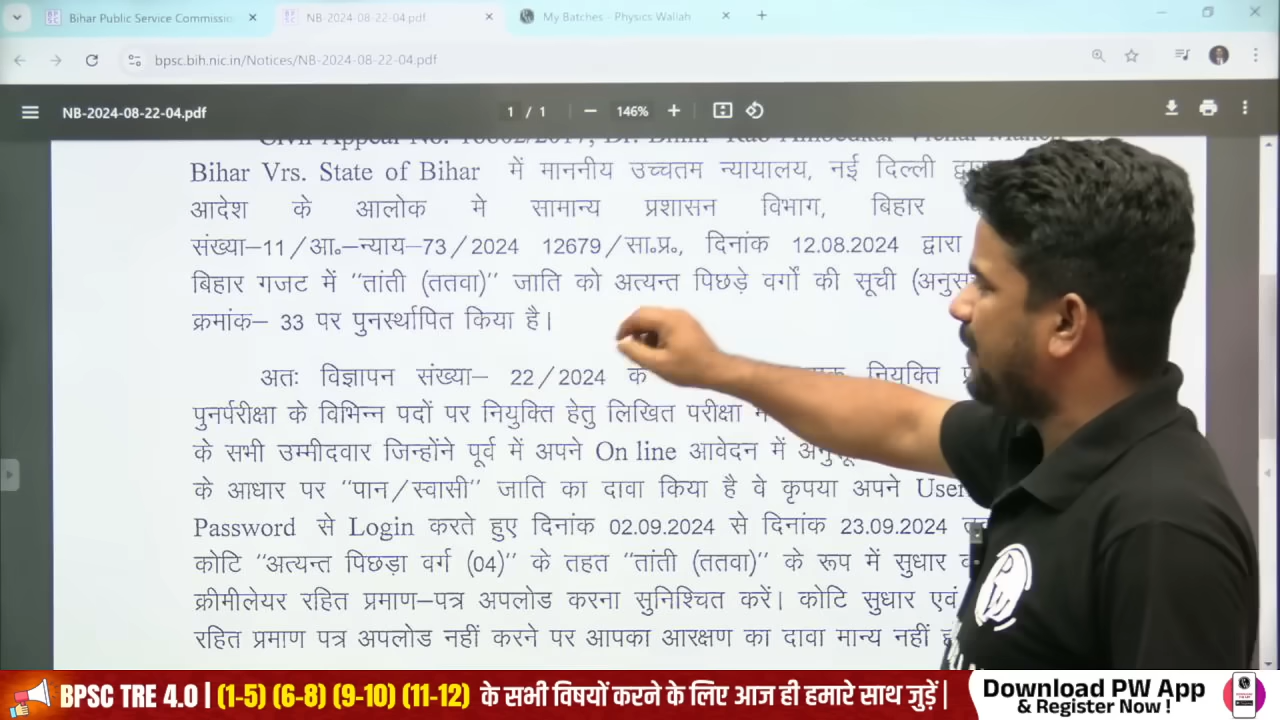 Bihar Public Service Commissio
NB-2024-08-22-04.pdf
My Batches - Physics Wallah
bpsc.bih.nic.in/Notices/NB-2024-08-22-04.pdf
NB-2024-08-22-04.pdf
1 / 1
146%
Civil Appeal No.
Bihar Vrs. State of Bihar में माननीय उच्चतम न्यायालय, नई दिल्ली
आदेश के आलोक मे सामान्य प्रशासन विभाग, बिहार
संख्या–11/आ०–न्याय–73/2024 12679/सा०प्र०, दिनांक 12.08.2024 द्वारा
बिहार गजट में "तांती (ततवा)" जाति को अत्यन्त पिछड़े वर्गों की सूची
क्रमांक– 33 पर पुनर्स्थापित किया है।
अतः विज्ञापन संख्या– 22/2024 के नियुक्ति
पुनर्परीक्षा के विभिन्न पदों पर नियुक्ति हेतु लिखित परीक्षा
के सभी उम्मीदवार जिन्होंने पूर्व में अपने On line आवेदन में
के आधार पर "पान/स्वासी" जाति का दावा किया है वे कृपया अपने User
Password से Login करते हुए दिनांक 02.09.2024 से दिनांक 23.09.2024
कोटि "अत्यन्त पिछड़ा वर्ग (04)" के तहत "तांती (ततवा)" के रूप में सुधार
क्रीमीलेयर रहित प्रमाण–पत्र अपलोड करना सुनिश्चित करें। कोटि सुधार एवं
रहित प्रमाण पत्र अपलोड नहीं करने पर आपका आरक्षण का दावा मान्य नहीं
BPSC TRE 4.0 | (1-5) (6-8) (9-10) (11-12) के सभी विषयों करने के लिए आज ही हमारे साथ जुड़ें |
Download PW App
& Register Now !